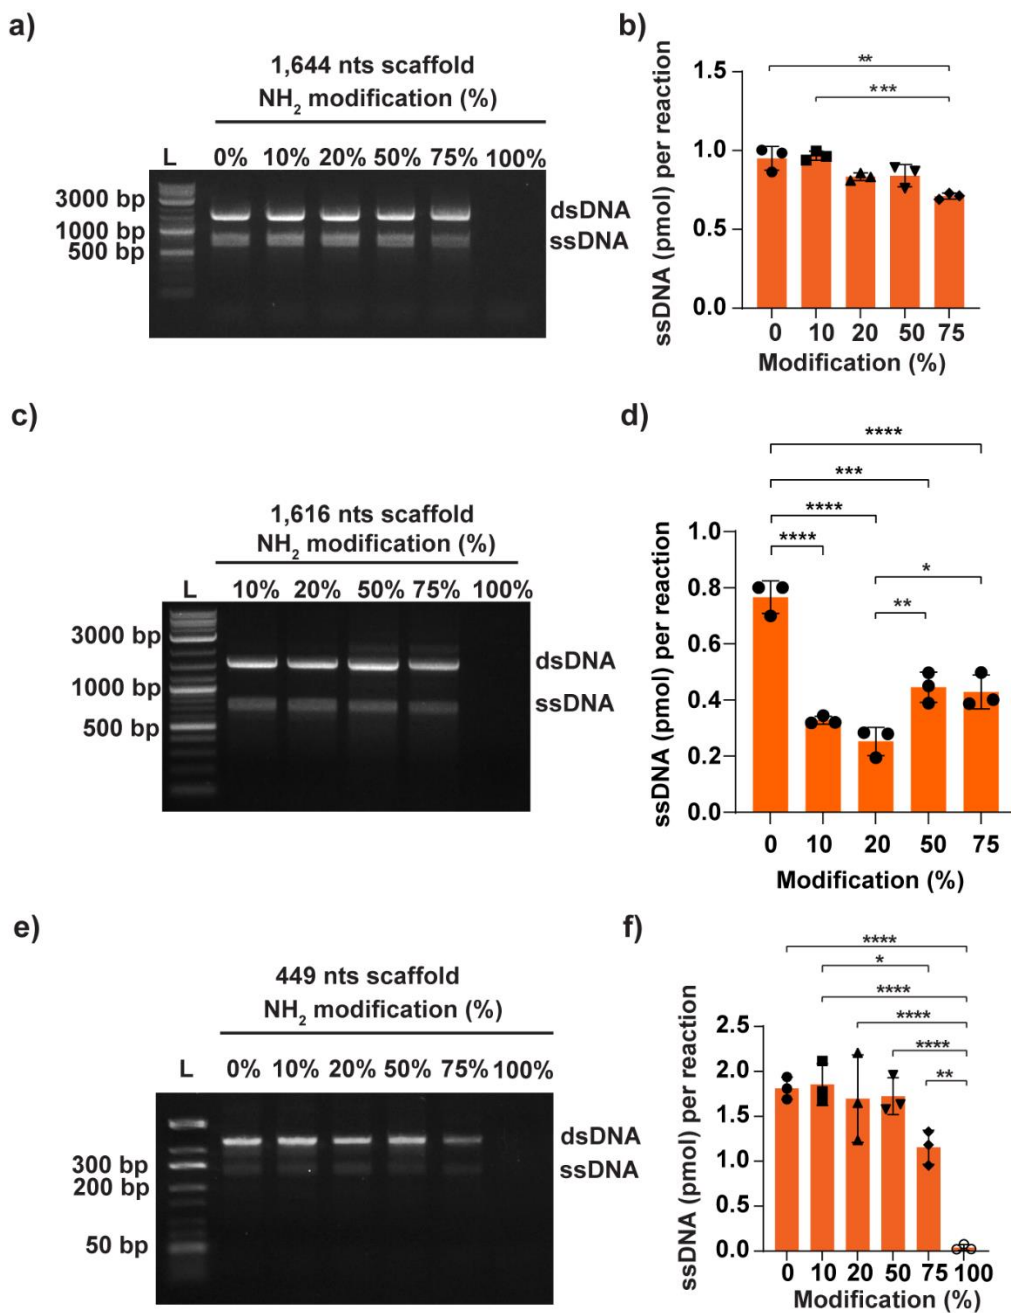 a)
1,644 nts scaffold
NH2 modification (%)
L 0% 10% 20% 50% 75% 100%
3000 bp
1000 bp
500 bp
dsDNA
ssDNA
b)
**
***
ssDNA (pmol) per reaction
1.5
1.0
0.5
0.0
0 10 20 50 75
Modification (%)
c)
1,616 nts scaffold
NH2 modification (%)
L 10% 20% 50% 75% 100%
3000 bp
1000 bp
500 bp
dsDNA
ssDNA
d)
****
***
****
****
*
**
ssDNA (pmol) per reaction
1.0
0.8
0.6
0.4
0.2
0.0
0 10 20 50 75
Modification (%)
e)
449 nts scaffold
NH2 modification (%)
L 0% 10% 20% 50% 75% 100%
300 bp
200 bp
50 bp
dsDNA
ssDNA
f)
****
*
****
****
****
**
ssDNA (pmol) per reaction
2.5
2.0
1.5
1.0
0.5
0.0
0 10 20 50 75 100
Modification (%)